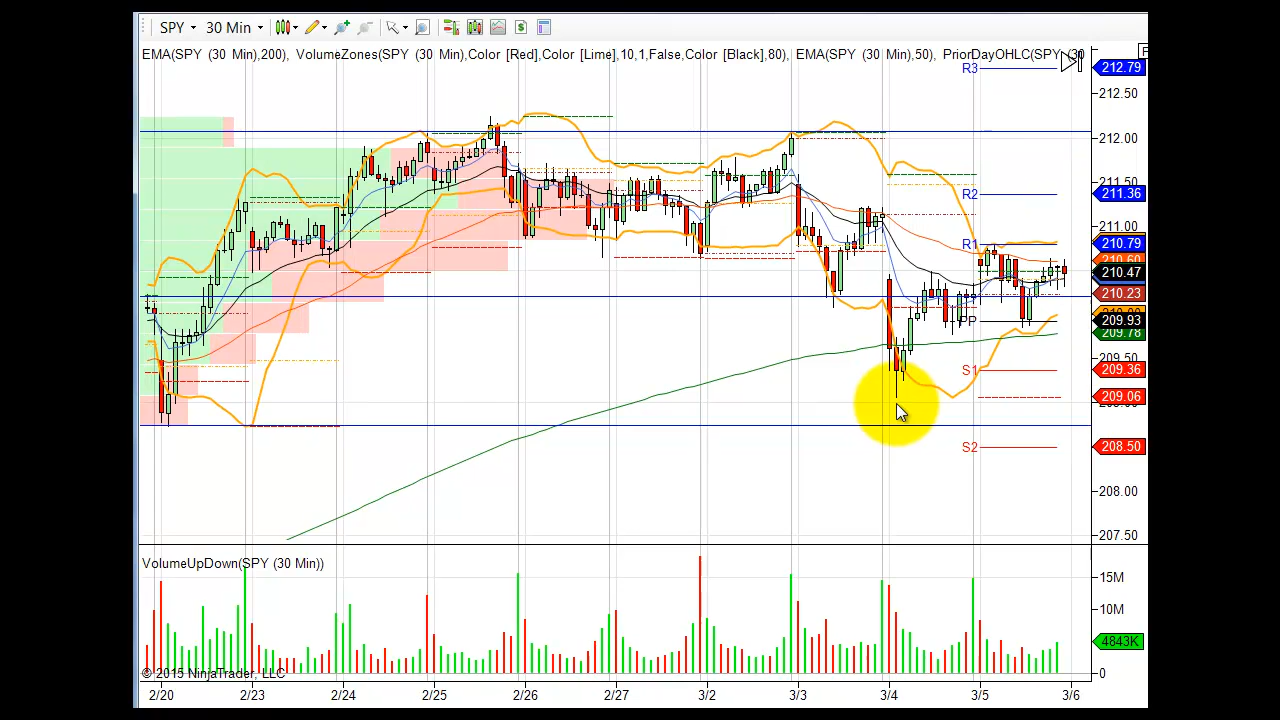 SPY 30 Min
EMA(SPY (30 Min),200), VolumeZones(SPY (30 Min),Color [Red],Color [Lime],10,1,False,Color [Black],80), EMA(SPY (30 Min),50), PriorDayOHLC(SPY (30
F
R3
212.79
212.50
212.00
211.50
R2
211.36
211.00
R1
210.79
210.60
210.47
210.23
PP
209.93
209.78
209.50
S1
209.36
209.06
S2
208.50
208.00
207.50
VolumeUpDown(SPY (30 Min))
15M
10M
4843K
0
© 2015 NinjaTrader, LLC
2/20 2/23 2/24 2/25 2/26 2/27 3/2 3/3 3/4 3/5 3/6